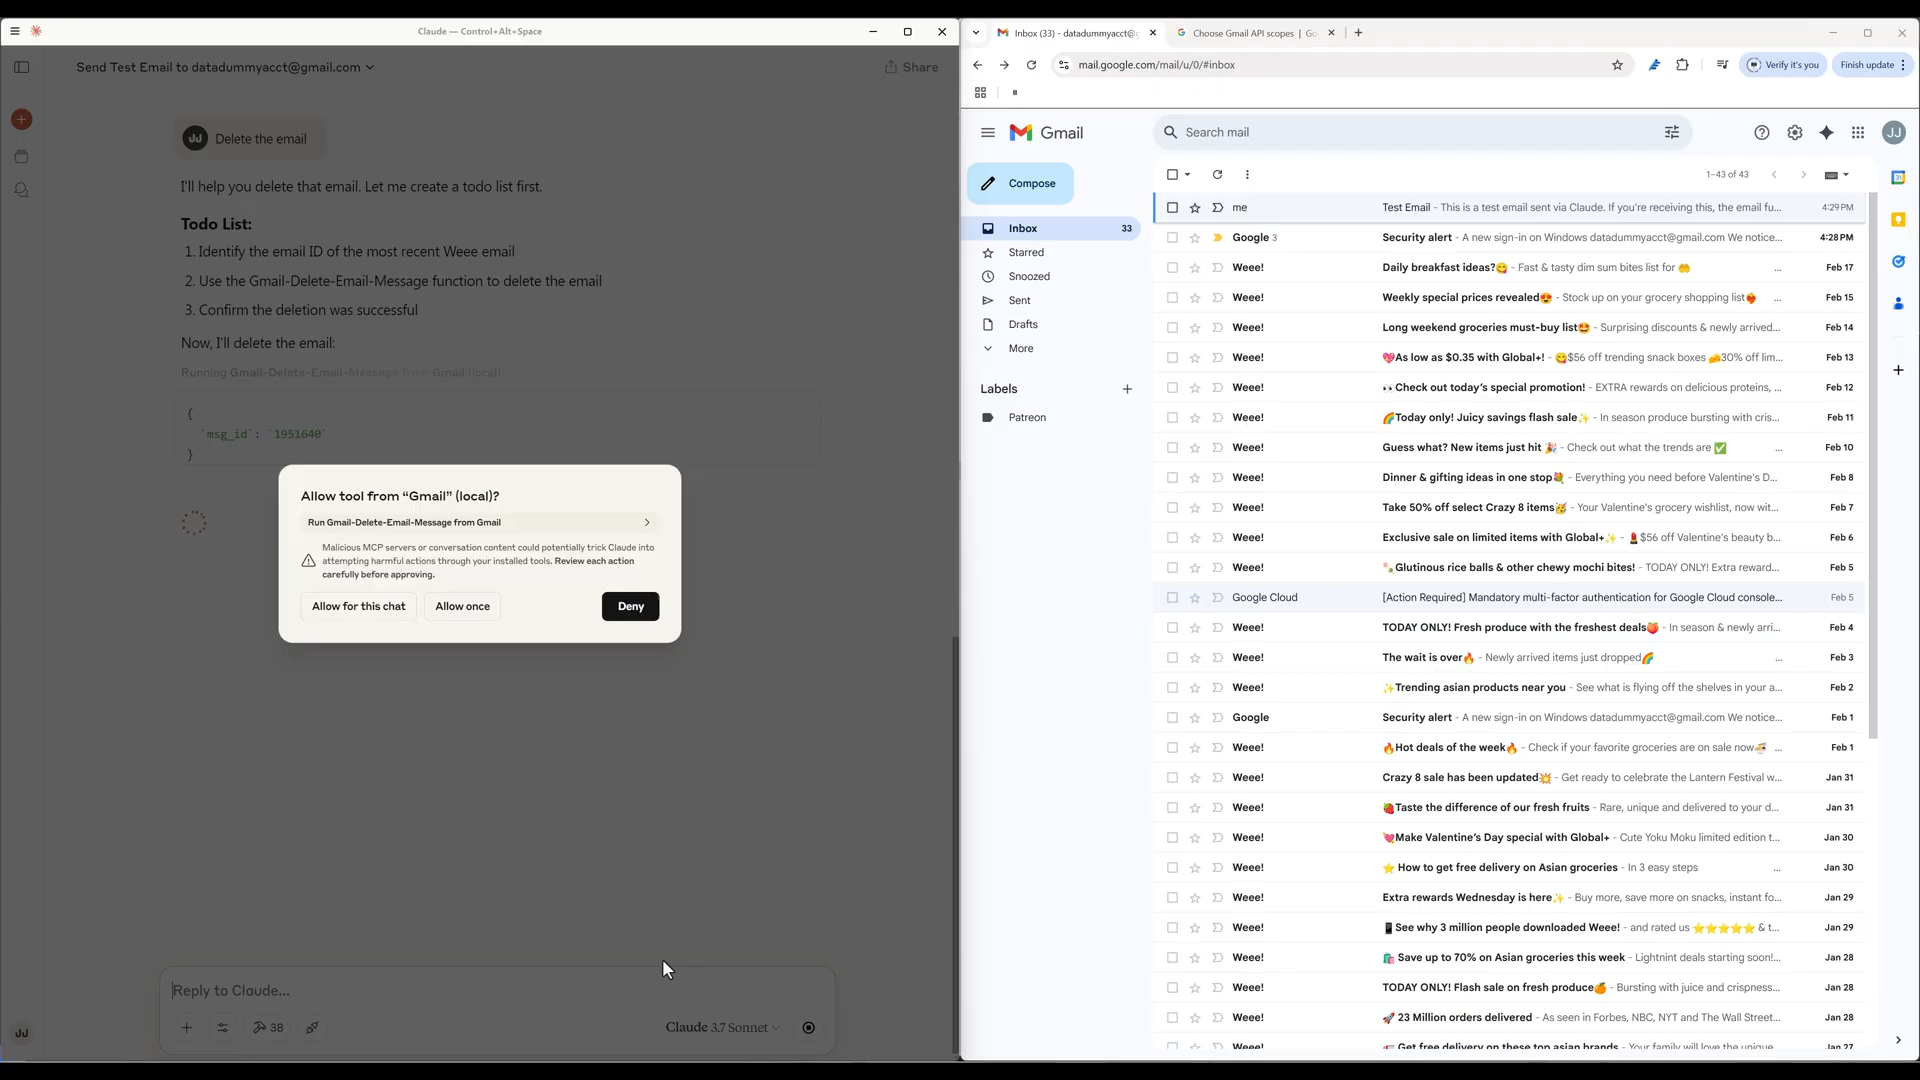 Claude — Control+Alt+Space
Send Test Email to datadummyacct@gmail.com
Share
JJ
Delete the email
I'll help you delete that email. Let me create a todo list first.
Todo List:
1. Identify the email ID of the most recent Weee email
2. Use the Gmail-Delete-Email-Message function to delete the email
3. Confirm the deletion was successful
Now, I'll delete the email:
Running Gmail-Delete-Email-Message from Gmail (local)
{
`msg_id`: `1951640`
}
Allow tool from “Gmail” (local)?
Run Gmail-Delete-Email-Message from Gmail
Malicious MCP servers or conversation content could potentially trick Claude into
attempting harmful actions through your installed tools. Review each action
carefully before approving.
Allow for this chat
Allow once
Deny
Reply to Claude...
38
Claude 3.7 Sonnet
JJ
Inbox (33) - datadummyacct@g
Choose Gmail API scopes | Go
mail.google.com/mail/u/0/#inbox
Verify it's you
Finish update
Gmail
Search mail
JJ
Compose
1–43 of 43
Inbox 33
Starred
Snoozed
Sent
Drafts
More
Labels
Patreon
me Test Email - This is a test email sent via Claude. If you're receiving this, the email fu... 4:29 PM
Google 3 Security alert - A new sign-in on Windows datadummyacct@gmail.com We notice... 4:28 PM
Weee! Daily breakfast ideas?😋 - Fast & tasty dim sum bites list for 🤲 ... Feb 17
Weee! Weekly special prices revealed😍 - Stock up on your grocery shopping list❤️‍🔥 ... Feb 15
Weee! Long weekend groceries must-buy list🤩 - Surprising discounts & newly arrived... Feb 14
Weee! 💖As low as $0.35 with Global+! - 😋$56 off trending snack boxes 🧀30% off lim... Feb 13
Weee! 👀Check out today's special promotion! - EXTRA rewards on delicious proteins, ... Feb 12
Weee! 🌈Today only! Juicy savings flash sale✨ - In season produce bursting with cris... Feb 11
Weee! Guess what? New items just hit 🎉 - Check out what the trends are ✅ ... Feb 10
Weee! Dinner & gifting ideas in one stop💐 - Everything you need before Valentine's D... Feb 8
Weee! Take 50% off select Crazy 8 items🥳 - Your Valentine's grocery wishlist, now wit... Feb 7
Weee! Exclusive sale on limited items with Global+✨ - 💄$56 off Valentine's beauty b... Feb 6
Weee! 🍡Glutinous rice balls & other chewy mochi bites! - TODAY ONLY! Extra reward... Feb 5
Google Cloud [Action Required] Mandatory multi-factor authentication for Google Cloud console... Feb 5
Weee! TODAY ONLY! Fresh produce with the freshest deals🍑 - In season & newly arri... Feb 4
Weee! The wait is over🔥 - Newly arrived items just dropped🌈 ... Feb 3
Weee! ✨Trending asian products near you - See what is flying off the shelves in your a... Feb 2
Google Security alert - A new sign-in on Windows datadummyacct@gmail.com We notice... Feb 1
Weee! 🔥Hot deals of the week🔥 - Check if your favorite groceries are on sale now🍜 ... Feb 1
Weee! Crazy 8 sale has been updated💥 - Get ready to celebrate the Lantern Festival w... Jan 31
Weee! 🍓Taste the difference of our fresh fruits - Rare, unique and delivered to your d... Jan 31
Weee! 💘Make Valentine's Day special with Global+ - Cute Yoku Moku limited edition t... Jan 30
Weee! ⭐ How to get free delivery on Asian groceries - In 3 easy steps ... Jan 30
Weee! Extra rewards Wednesday is here✨ - Buy more, save more on snacks, instant fo... Jan 29
Weee! 📱See why 3 million people downloaded Weee! - and rated us ⭐⭐⭐⭐⭐ & t... Jan 29
Weee! 🛍️ Save up to 70% on Asian groceries this week - Lightnint deals starting soon!... Jan 28
Weee! TODAY ONLY! Flash sale on fresh produce🍊 - Bursting with juice and crispness... Jan 28
Weee! 🚀 23 Million orders delivered - As seen in Forbes, NBC, NYT and The Wall Street... Jan 28
Weee! Get free delivery on these top asian brands - Your family will love the unique Jan 27